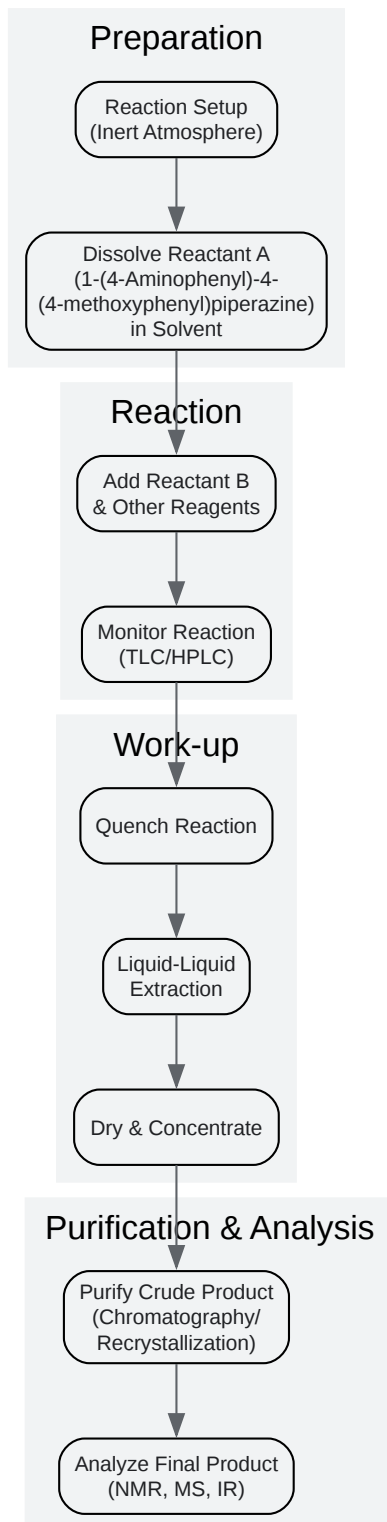 Preparation
Reaction Setup
(Inert Atmosphere)
Dissolve Reactant A
(1-(4-Aminophenyl)-4-
(4-methoxyphenyl)piperazine)
in Solvent
Reaction
Add Reactant B
& Other Reagents
Monitor Reaction
(TLC/HPLC)
Work-up
Quench Reaction
Liquid-Liquid
Extraction
Dry & Concentrate
Purification & Analysis
Purify Crude Product
(Chromatography/
Recrystallization)
Analyze Final Product
(NMR, MS, IR)